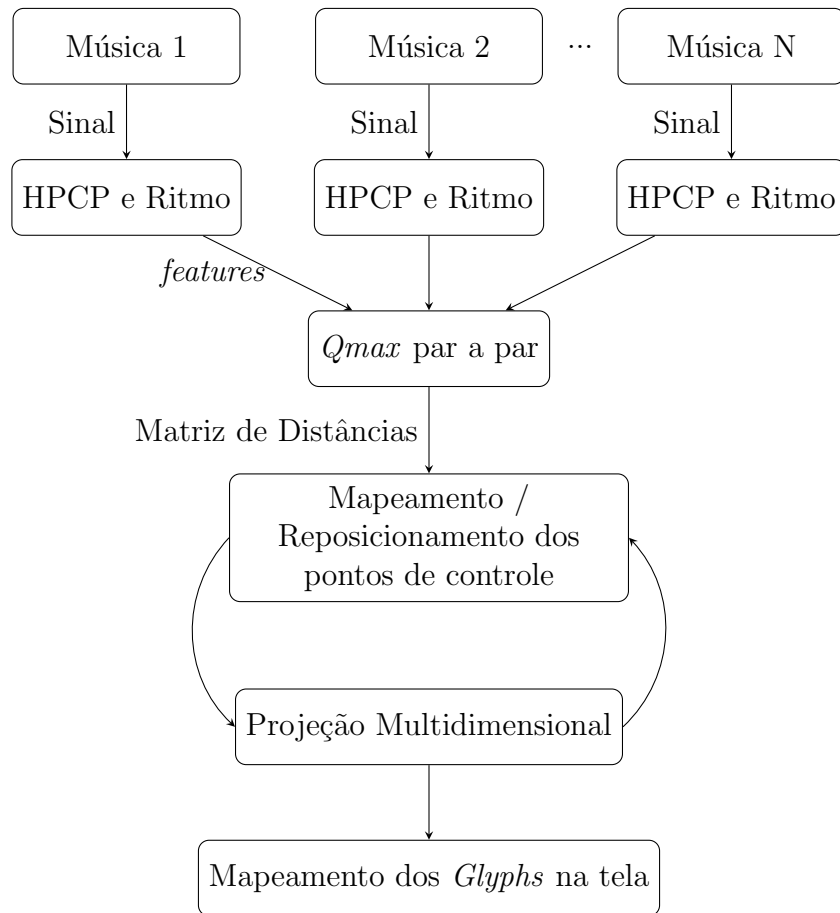 Música 1
Música 2
...
Música N
Sinal
Sinal
Sinal
HPCP e Ritmo
HPCP e Ritmo
HPCP e Ritmo
features
Qmax par a par
Matriz de Distâncias
Mapeamento /
Reposicionamento dos
pontos de controle
Projeção Multidimensional
Mapeamento dos Glyphs na tela